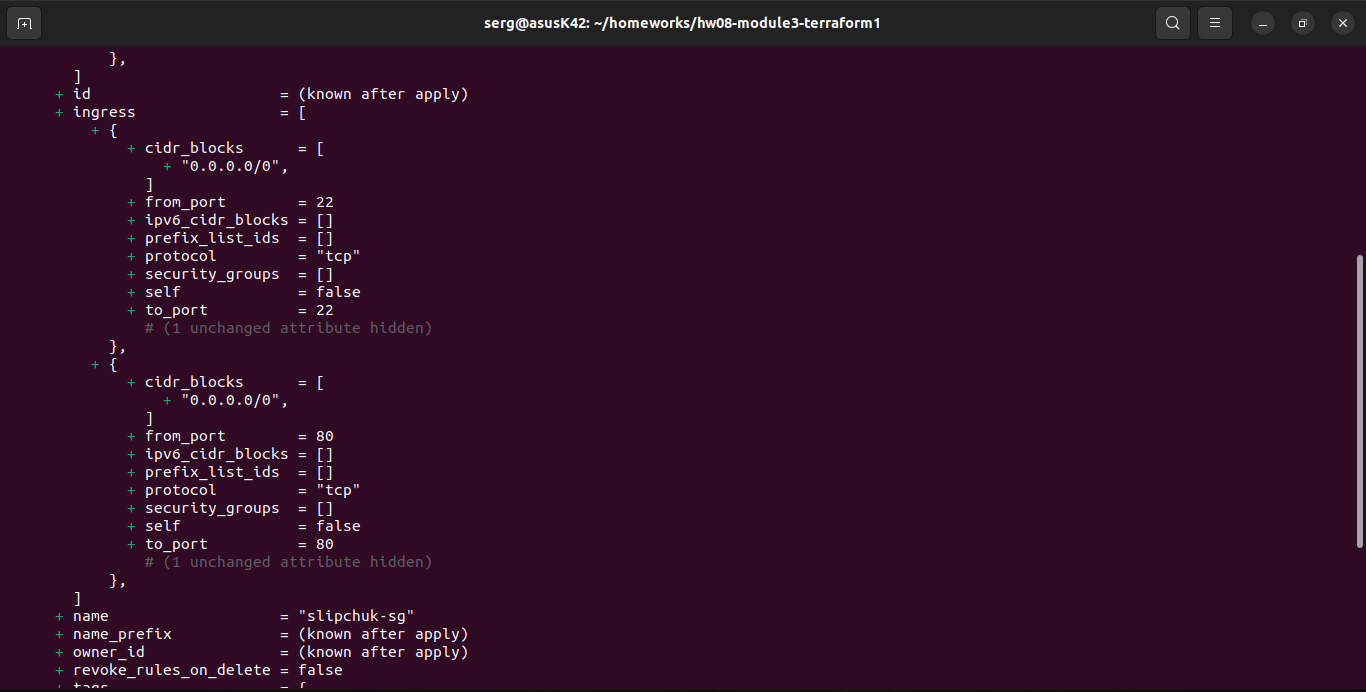 serg@asusK42: ~/homeworks/hw08-module3-terraform1
},
]
+ id = (known after apply)
+ ingress = [
+ {
+ cidr_blocks = [
+ "0.0.0.0/0",
]
+ from_port = 22
+ ipv6_cidr_blocks = []
+ prefix_list_ids = []
+ protocol = "tcp"
+ security_groups = []
+ self = false
+ to_port = 22
# (1 unchanged attribute hidden)
},
+ {
+ cidr_blocks = [
+ "0.0.0.0/0",
]
+ from_port = 80
+ ipv6_cidr_blocks = []
+ prefix_list_ids = []
+ protocol = "tcp"
+ security_groups = []
+ self = false
+ to_port = 80
# (1 unchanged attribute hidden)
},
]
+ name = "slipchuk-sg"
+ name_prefix = (known after apply)
+ owner_id = (known after apply)
+ revoke_rules_on_delete = false
+ tags = {